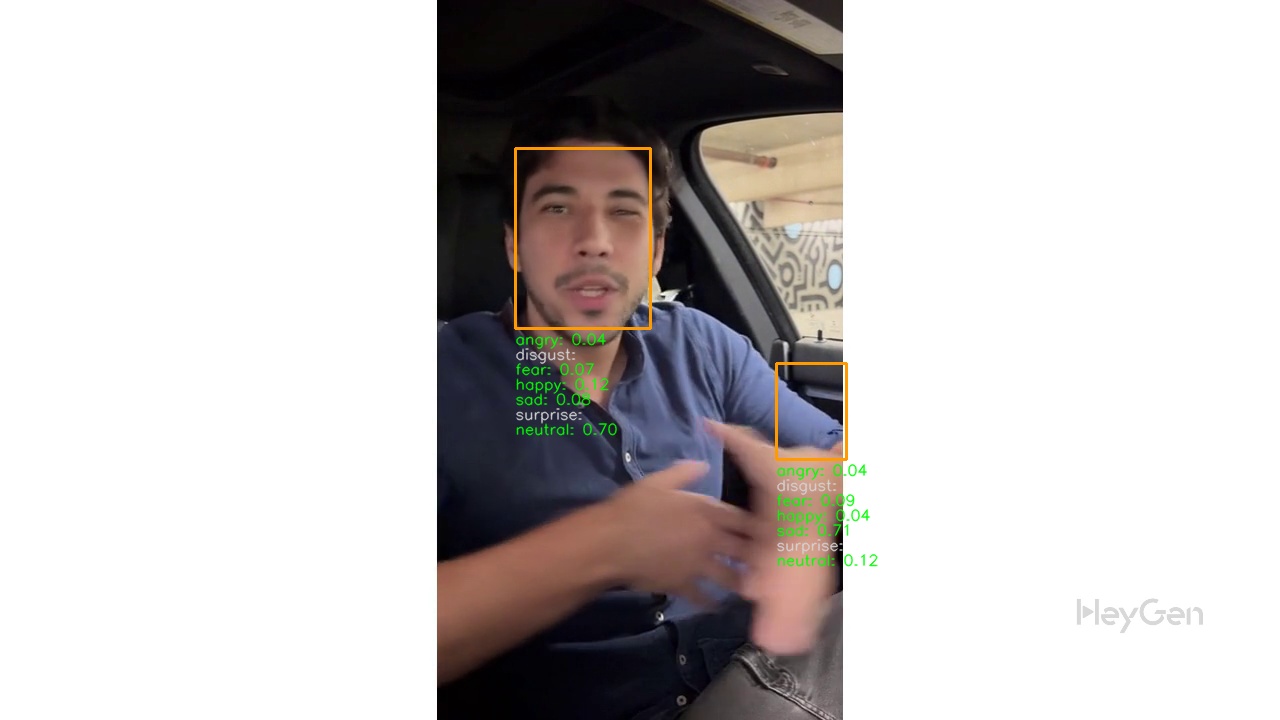 angry: 0.04
disgust:
fear: 0.07
happy: 0.12
sad: 0.08
surprise:
neutral: 0.70
angry: 0.04
disgust:
fear: 0.09
happy: 0.04
sad: 0.71
surprise:
neutral: 0.12
HeyGen